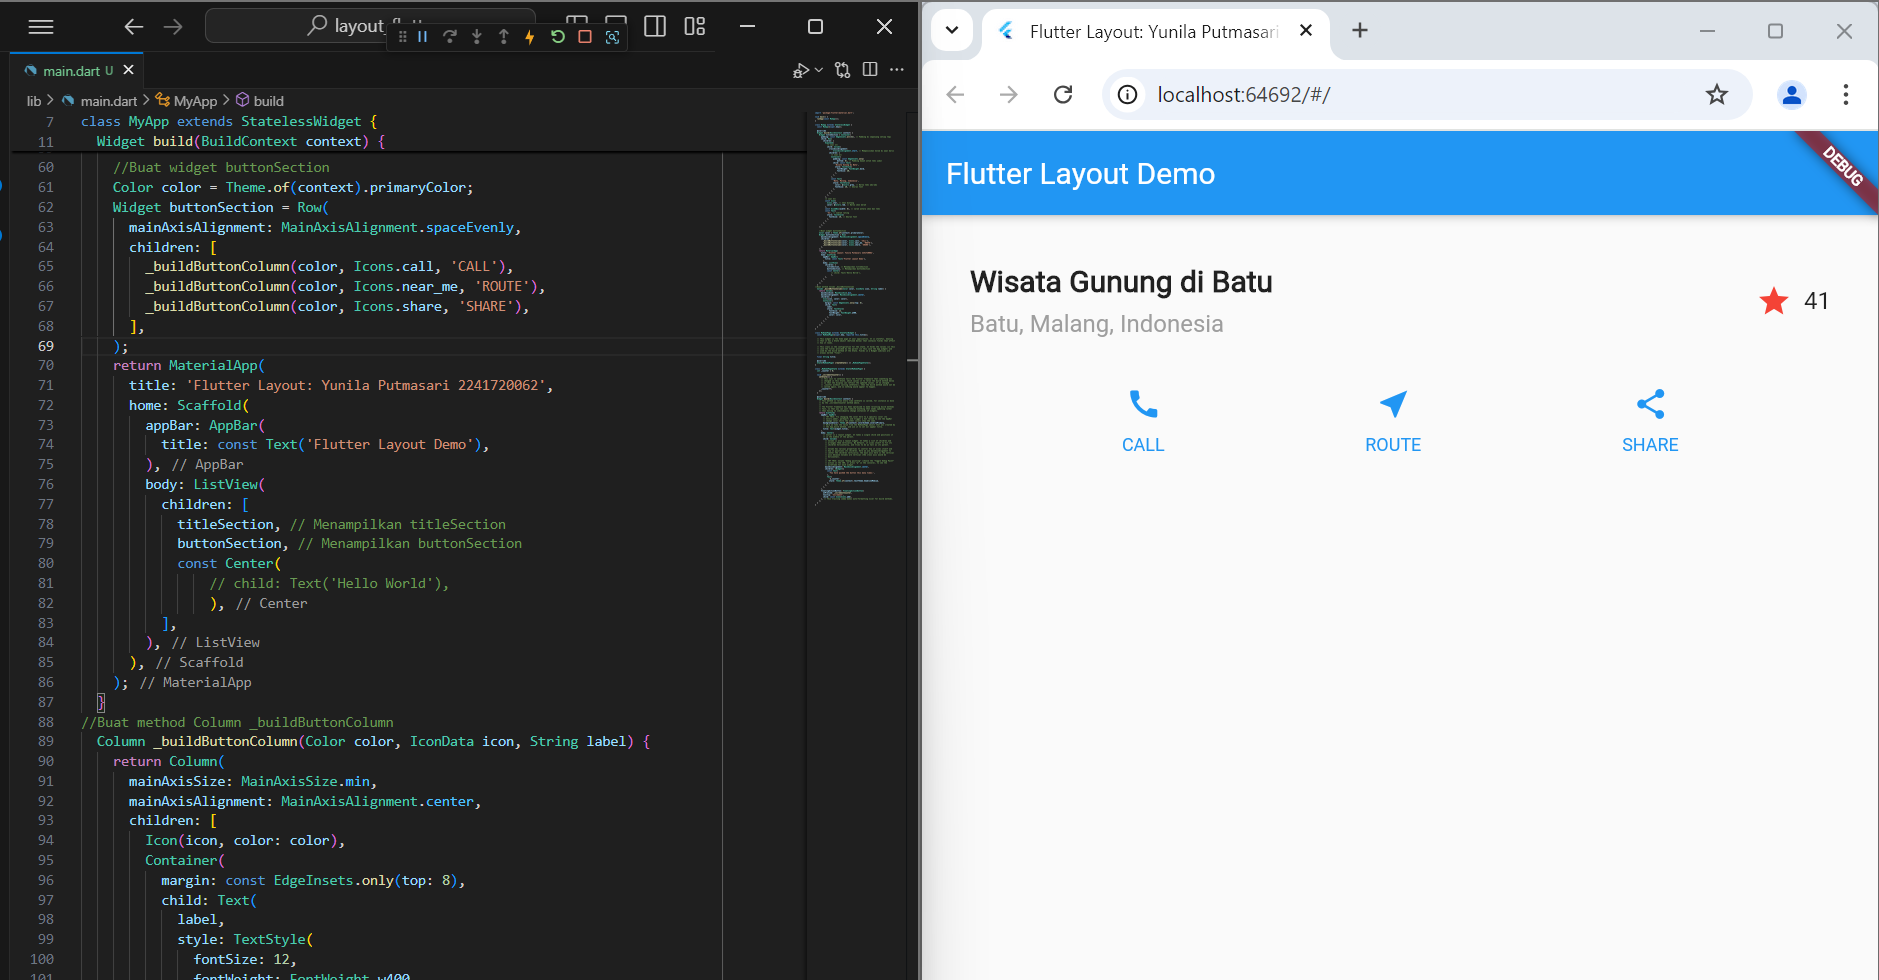 layout_flutter
main.dart U
lib > main.dart > MyApp > build
7 class MyApp extends StatelessWidget {
11 Widget build(BuildContext context) {
60 //Buat widget buttonSection
61 Color color = Theme.of(context).primaryColor;
62 Widget buttonSection = Row(
63 mainAxisAlignment: MainAxisAlignment.spaceEvenly,
64 children: [
65 _buildButtonColumn(color, Icons.call, 'CALL'),
66 _buildButtonColumn(color, Icons.near_me, 'ROUTE'),
67 _buildButtonColumn(color, Icons.share, 'SHARE'),
68 ],
69 );
70 return MaterialApp(
71 title: 'Flutter Layout: Yunila Putmasari 2241720062',
72 home: Scaffold(
73 appBar: AppBar(
74 title: const Text('Flutter Layout Demo'),
75 ), // AppBar
76 body: ListView(
77 children: [
78 titleSection, // Menampilkan titleSection
79 buttonSection, // Menampilkan buttonSection
80 const Center(
81 // child: Text('Hello World'),
82 ), // Center
83 ],
84 ), // ListView
85 ), // Scaffold
86 ); // MaterialApp
87 }
88 //Buat method Column _buildButtonColumn
89 Column _buildButtonColumn(Color color, IconData icon, String label) {
90 return Column(
91 mainAxisSize: MainAxisSize.min,
92 mainAxisAlignment: MainAxisAlignment.center,
93 children: [
94 Icon(icon, color: color),
95 Container(
96 margin: const EdgeInsets.only(top: 8),
97 child: Text(
98 label,
99 style: TextStyle(
100 fontSize: 12,
101 fontWeight: FontWeight.w400,
Flutter Layout: Yunila Putmasari
localhost:64692/#/
Flutter Layout Demo
DEBUG
Wisata Gunung di Batu
Batu, Malang, Indonesia
41
CALL
ROUTE
SHARE